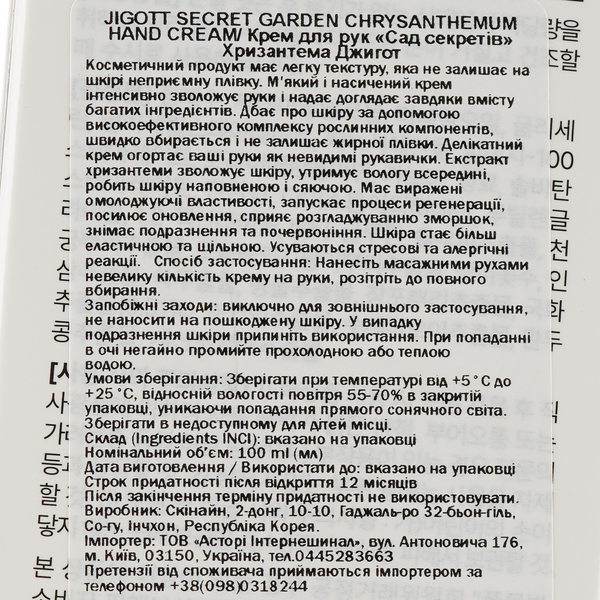 JIGOTT SECRET GARDEN CHRYSANTHEMUM
HAND CREAM/ Крем для рук «Сад секретів»
Хризантема Джигот
Косметичний продукт має легку текстуру, яка не залишає на
шкірі неприємну плівку. М'який і насичений крем
інтенсивно зволожує руки і надає доглядає завдяки вмісту
багатих інгредієнтів. Дбає про шкіру за допомогою
високоефективного комплексу рослинних компонентів,
швидко вбирається і не залишає жирної плівки. Делікатний
крем огортає ваші руки як невидимі рукавички. Екстракт
хризантеми зволожує шкіру, утримує вологу всередині,
робить шкіру наповненою і сяючою. Має виражені
омолоджуючі властивості, запускає процеси регенерації,
посилює оновлення, сприяє розгладжуванню зморшок,
знімає подразнення та почервоніння. Шкіра стає більш
еластичною та щільною. Усуваються стресові та алергічні
реакції. Спосіб застосування: Нанесіть масажними рухами
невелику кількість крему на руки, розітріть до повного
вбирання.
Запобіжні заходи: виключно для зовнішнього застосування,
не наносити на пошкоджену шкіру. У випадку
подразнення шкіри припиніть використання. При попаданні
в очі негайно промийте прохолодною або теплою
водою.
Умови зберігання: Зберігати при температурі від +5°С до
+25°С, відносній вологості повітря 55-70% в закритій
упаковці, уникаючи попадання прямого сонячного світа.
Зберігати в недоступному для дітей місці.
Склад (Ingredients INCI): вказано на упаковці
Номінальний об'єм: 100 ml (мл)
Дата виготовлення / Використати до: вказано на упаковці
Строк придатності після відкриття 12 місяців
Після закінчення терміну придатності не використовувати.
Виробник: Скінайн, 2-донг, 10-10, Гаджаль-ро 32-бьон-гіль,
Со-гу, Інчхон, Республіка Корея.
Імпортер: ТОВ «Асторі Інтернешинал», вул. Антоновича 176,
м. Київ, 03150, Україна, тел.0445283663
Претензії від споживача приймаються імпортером за
телефоном +38(098)0318244